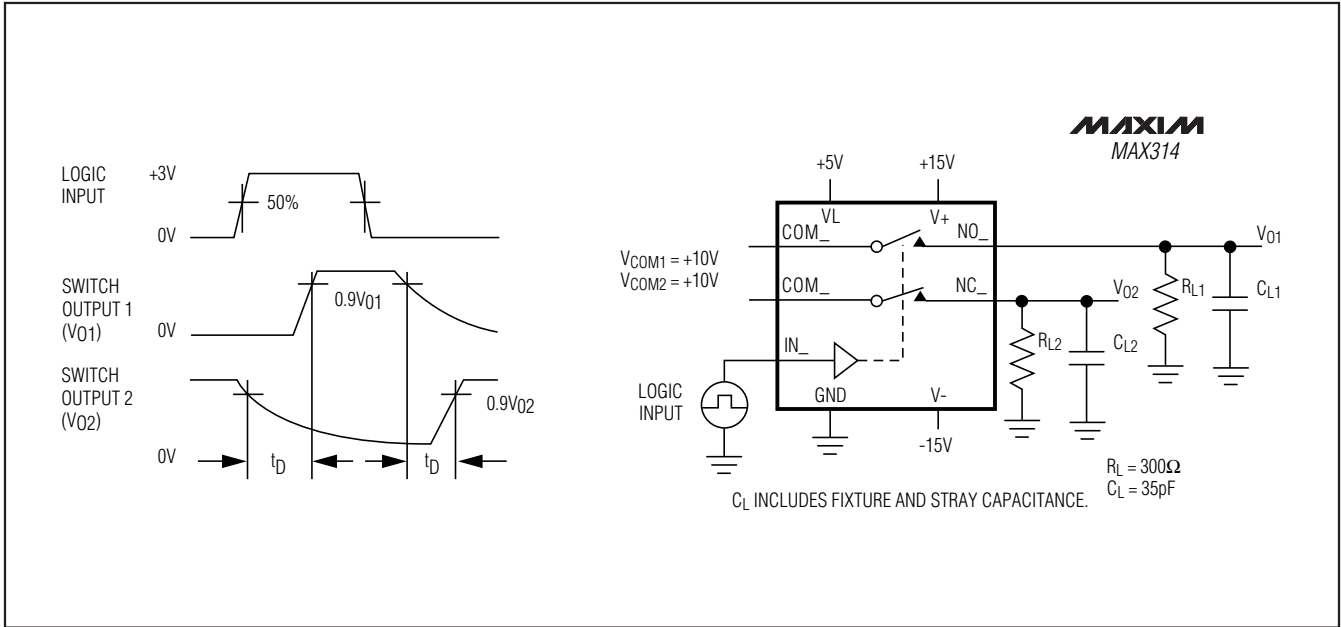 LOGIC
INPUT
+3V
50%
0V
SWITCH
OUTPUT 1
(VO1)
0.9V01
0V
SWITCH
OUTPUT 2
(VO2)
0.9V02
0V
tD
tD
MAXIM
MAX314
+5V
+15V
VL
V+
COM_
NO_
VO1
VCOM1 = +10V
VCOM2 = +10V
COM_
NC_
VO2
RL1
CL1
RL2
CL2
IN_
LOGIC
INPUT
GND
V-
-15V
RL = 300Ω
CL = 35pF
CL INCLUDES FIXTURE AND STRAY CAPACITANCE.